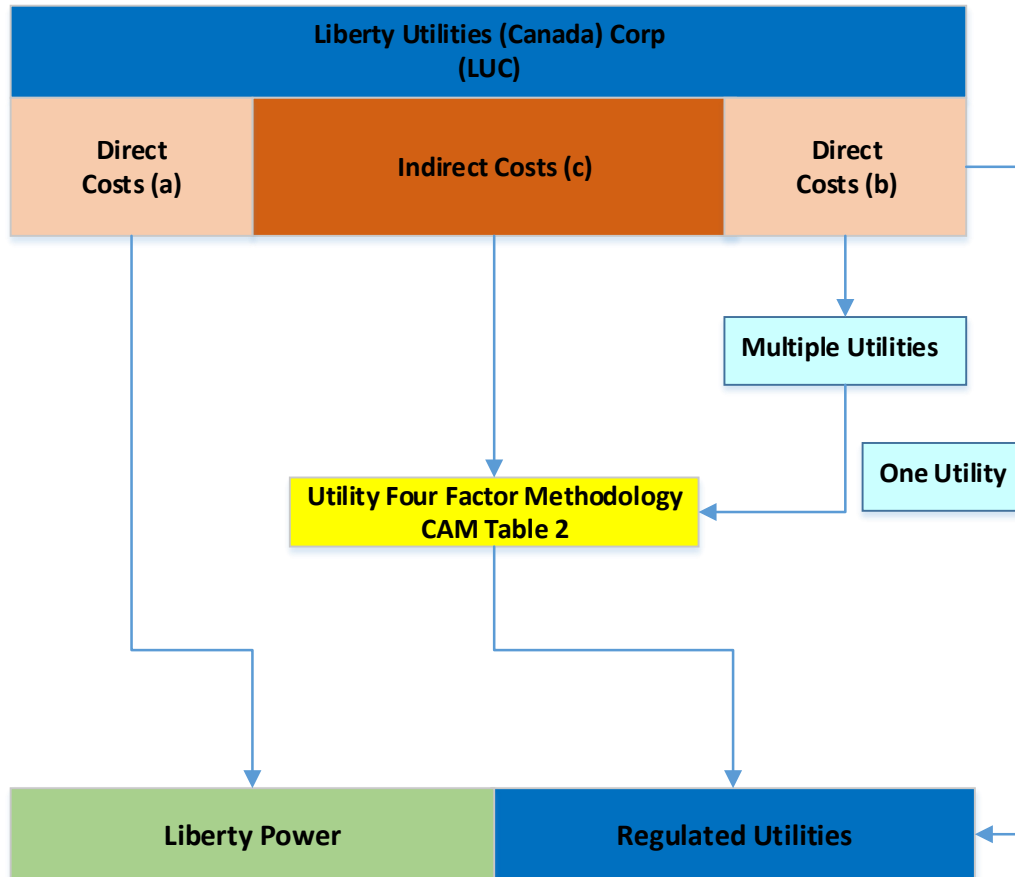 Liberty Utilities (Canada) Corp
(LUC)
Direct
Costs (a)
Indirect Costs (c)
Direct
Costs (b)
Multiple Utilities
One Utility
Utility Four Factor Methodology
CAM Table 2
Liberty Power
Regulated Utilities